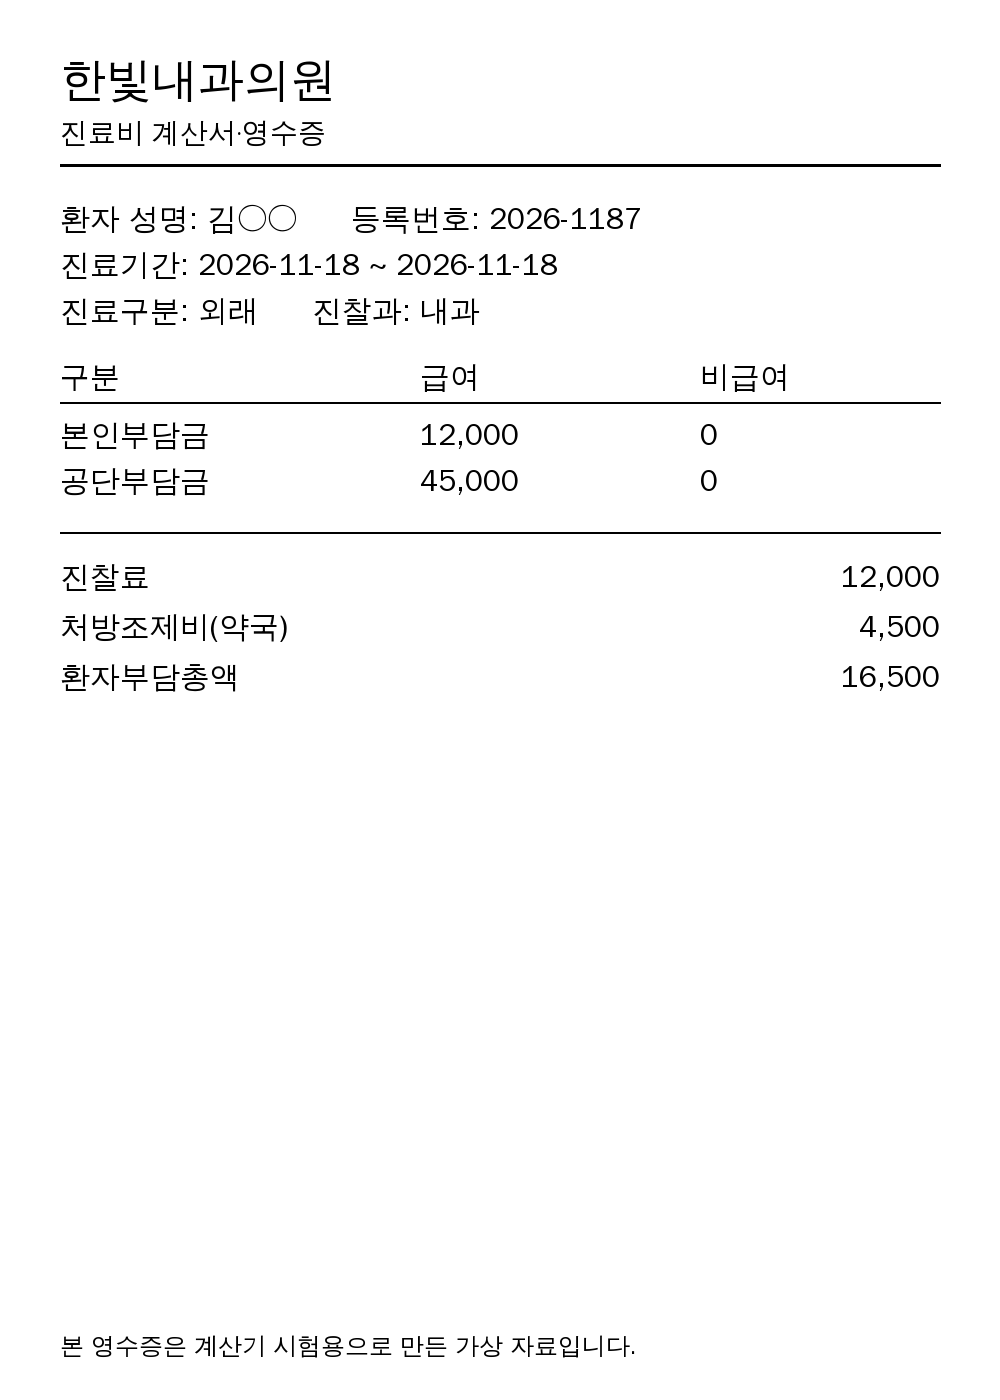 한빛내과의원
진료비 계산서·영수증
환자 성명: 김〇〇 등록번호: 2026-1187
진료기간: 2026-11-18 ~ 2026-11-18
진료구분: 외래 진찰과: 내과
구분 급여 비급여
본인부담금 12,000 0
공단부담금 45,000 0
진찰료 12,000
처방조제비(약국) 4,500
환자부담총액 16,500
본 영수증은 계산기 시험용으로 만든 가상 자료입니다.